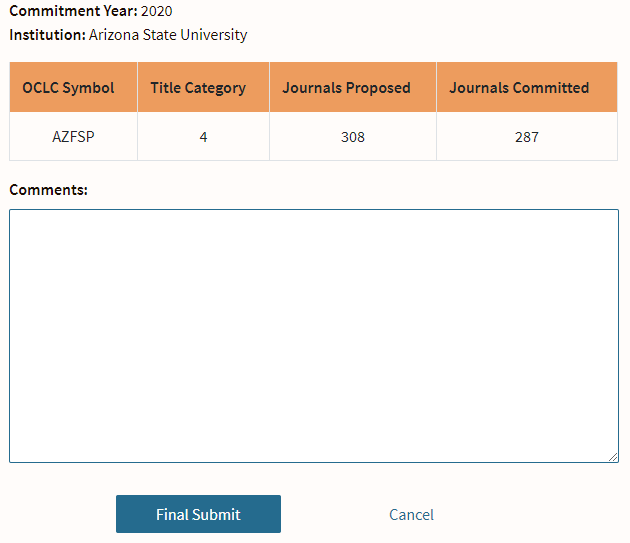 Commitment Year: 2020
Institution: Arizona State University
OCLC Symbol Title Category Journals Proposed Journals Committed
AZFSP 4 308 287
Comments:
Final Submit Cancel